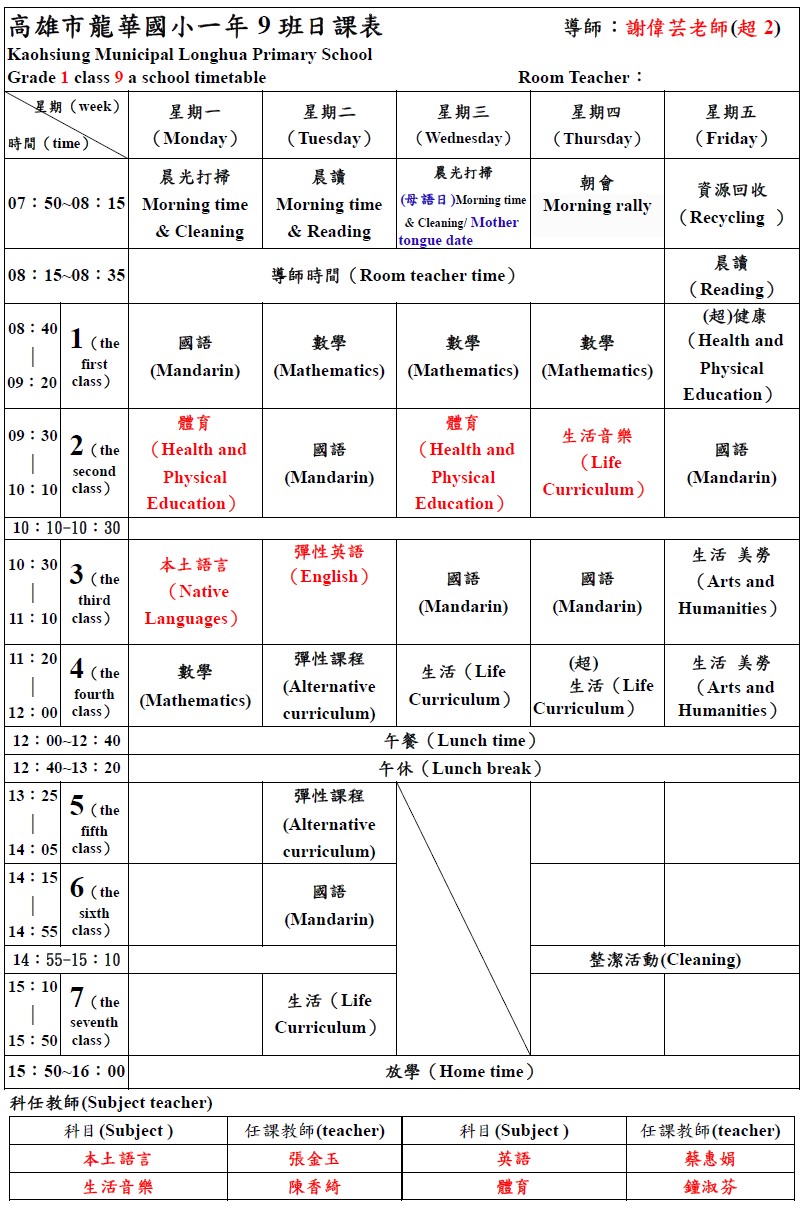 高雄市龍華國小一年 9 班日課表 導師：謝偉芸老師(超 2)
Kaohsiung Municipal Longhua Primary School
Grade 1 class 9 a school timetable Room Teacher：
星期（week）
時間（time）
星期一
（Monday）
星期二
（Tuesday）
星期三
（Wednesday）
星期四
（Thursday）
星期五
（Friday）
07：50~08：15
晨光打掃
Morning time
& Cleaning
晨讀
Morning time
& Reading
晨光打掃
(母語日)Morning time
& Cleaning/ Mother
tongue date
朝會
Morning rally
資源回收
（Recycling ）
08：15~08：35
導師時間（Room teacher time）
晨讀
（Reading）
08：40
｜
09：20
1（the
first
class）
國語
(Mandarin)
數學
(Mathematics)
數學
(Mathematics)
數學
(Mathematics)
(超)健康
（Health and
Physical
Education）
09：30
｜
10：10
2（the
second
class）
體育
（Health and
Physical
Education）
國語
(Mandarin)
體育
（Health and
Physical
Education）
生活音樂
（Life
Curriculum）
國語
(Mandarin)
10：10-10：30
10：30
｜
11：10
3（the
third
class）
本土語言
（Native
Languages）
彈性英語
（English）
國語
(Mandarin)
國語
(Mandarin)
生活 美勞
（Arts and
Humanities）
11：20
｜
12：00
4（the
fourth
class）
數學
(Mathematics)
彈性課程
(Alternative
curriculum)
生活（Life
Curriculum）
(超)
生活（Life
Curriculum）
生活 美勞
（Arts and
Humanities）
12：00~12：40
午餐（Lunch time）
12：40~13：20
午休（Lunch break）
13：25
｜
14：05
5（the
fifth
class）
彈性課程
(Alternative
curriculum)
14：15
｜
14：55
6（the
sixth
class）
國語
(Mandarin)
14：55-15：10
整潔活動(Cleaning)
15：10
｜
15：50
7（the
seventh
class）
生活（Life
Curriculum）
15：50~16：00
放學（Home time）
科任教師(Subject teacher)
科目(Subject ) 任課教師(teacher) 科目(Subject ) 任課教師(teacher)
本土語言 張金玉 英語 蔡惠娟
生活音樂 陳香綺 體育 鐘淑芬